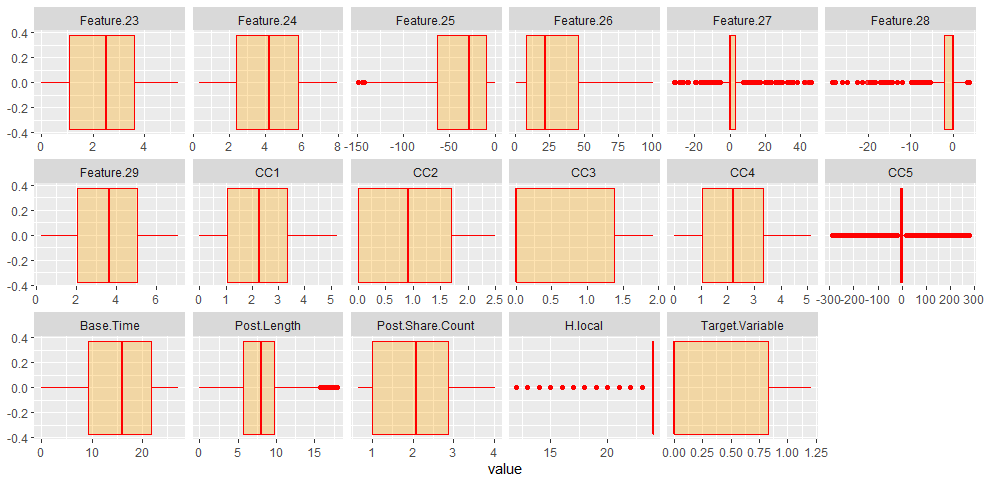 Feature.23 Feature.24 Feature.25 Feature.26 Feature.27 Feature.28
0.4
0.2
0.0
-0.2
-0.4
0 2 4 0 2 4 6 8 -150 -100 -50 0 0 25 50 75 100 -20 0 20 40 -20 -10 0
Feature.29 CC1 CC2 CC3 CC4 CC5
0.4
0.2
0.0
-0.2
-0.4
0 2 4 6 0 1 2 3 4 5 0.0 0.5 1.0 1.5 2.0 2.5 0.0 0.5 1.0 1.5 2.0 0 1 2 3 4 5 -300 -200 -100 0 100 200 300
Base.Time Post.Length Post.Share.Count H.local Target.Variable
0.4
0.2
0.0
-0.2
-0.4
0 10 20 0 5 10 15 1 2 3 4 15 20 0.00 0.25 0.50 0.75 1.00 1.25
value